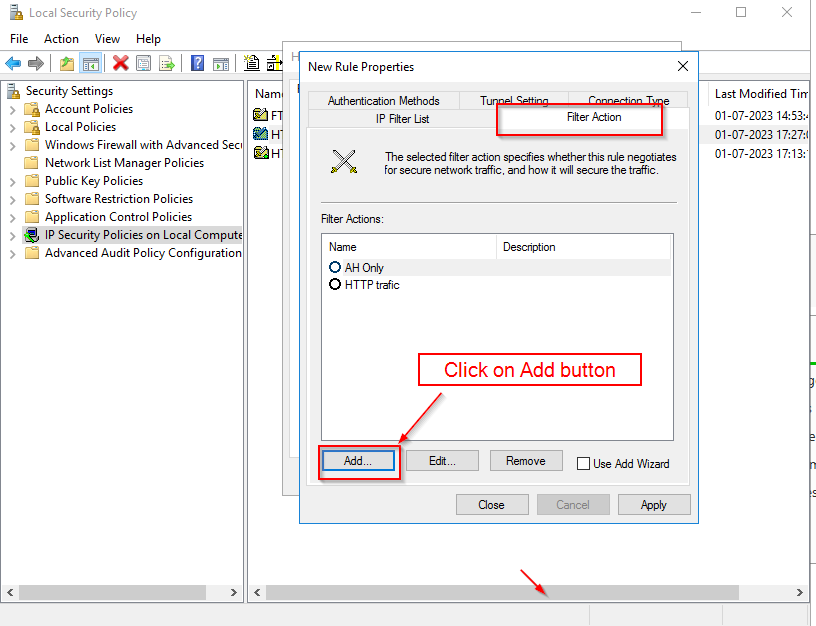 Local Security Policy
File Action View Help
Security Settings
Account Policies
Local Policies
Windows Firewall with Advanced Secu
Network List Manager Policies
Public Key Policies
Software Restriction Policies
Application Control Policies
IP Security Policies on Local Compute
Advanced Audit Policy Configuration
Name
FT
HT
HT
Last Modified Tim
01-07-2023 14:53:4
01-07-2023 17:27:0
01-07-2023 17:13:
New Rule Properties
Authentication Methods Tunnel Setting Connection Type
IP Filter List Filter Action
The selected filter action specifies whether this rule negotiates
for secure network traffic, and how it will secure the traffic.
Filter Actions:
Name Description
AH Only
HTTP trafic
Click on Add button
Add... Edit... Remove Use Add Wizard
Close Cancel Apply